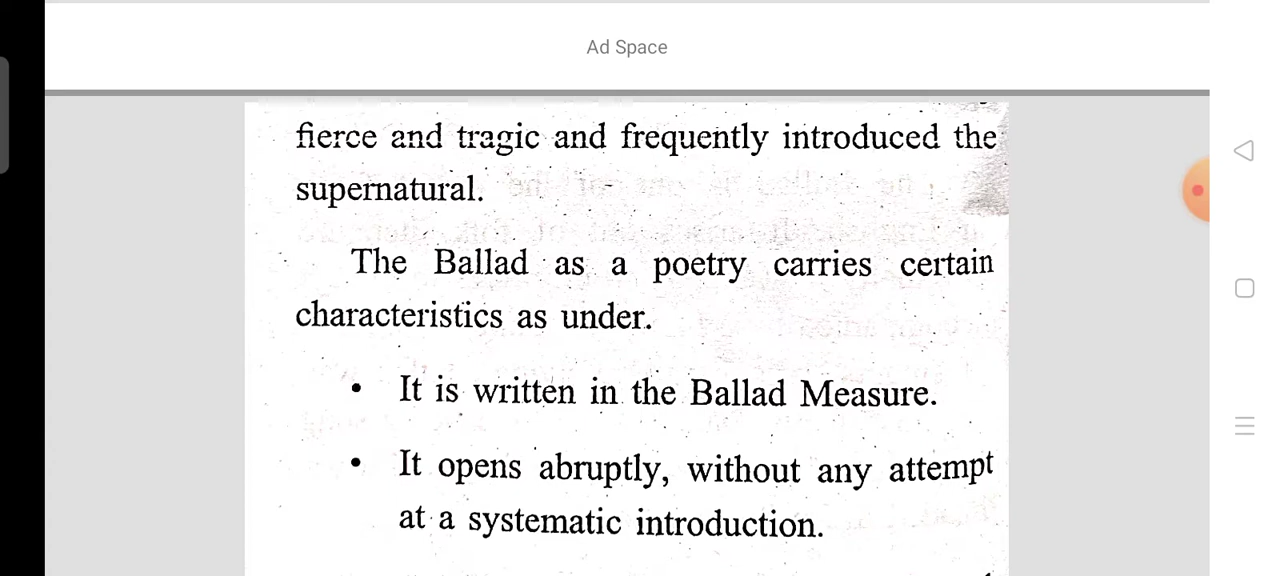 Ad Space
fierce and tragic and frequently introduced the
supernatural.
The Ballad as a poetry carries certain
characteristics as under.
• It is written in the Ballad Measure.
• It opens abruptly, without any attempt
at a systematic introduction.